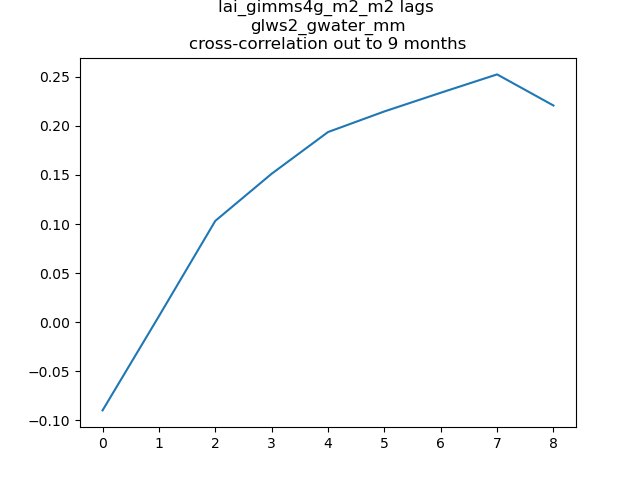 lai_gimms4g_m2_m2 lags
glws2_gwater_mm
cross-correlation out to 9 months
0.25
0.20
0.15
0.10
0.05
0.00
−0.05
−0.10
0 1 2 3 4 5 6 7 8